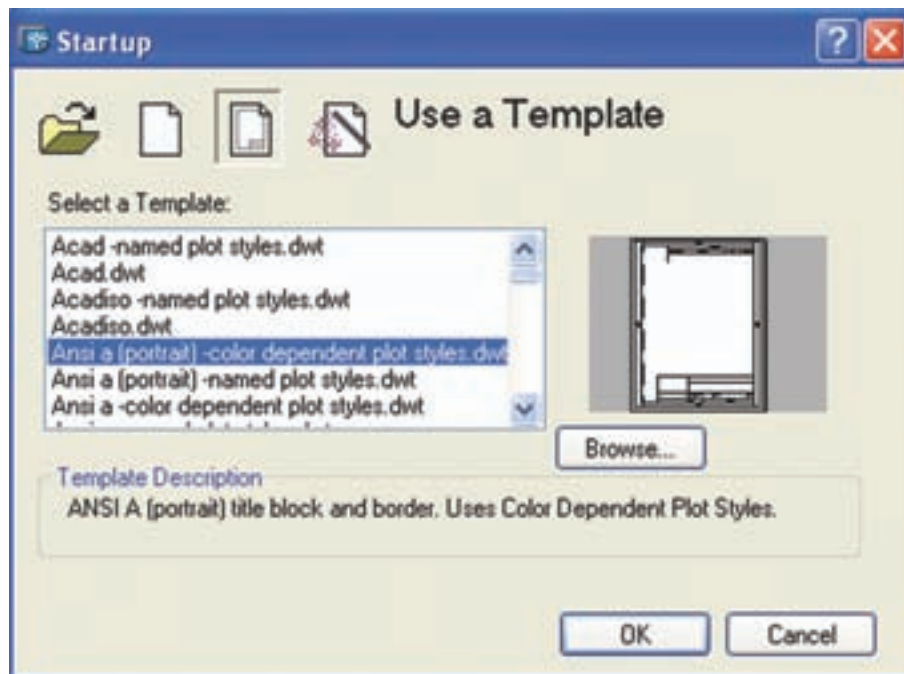 Startup
Use a Template
Select a Template:
Acad -named plot styles.dwt
Acad.dwt
Acadiso -named plot styles.dwt
Acadiso.dwt
Ansi a (portrait) -color dependent plot styles.dwt
Ansi a (portrait) -named plot styles.dwt
Ansi a -color dependent plot styles.dwt
Browse...
Template Description
ANSI A (portrait) title block and border. Uses Color Dependent Plot Styles.
OK
Cancel